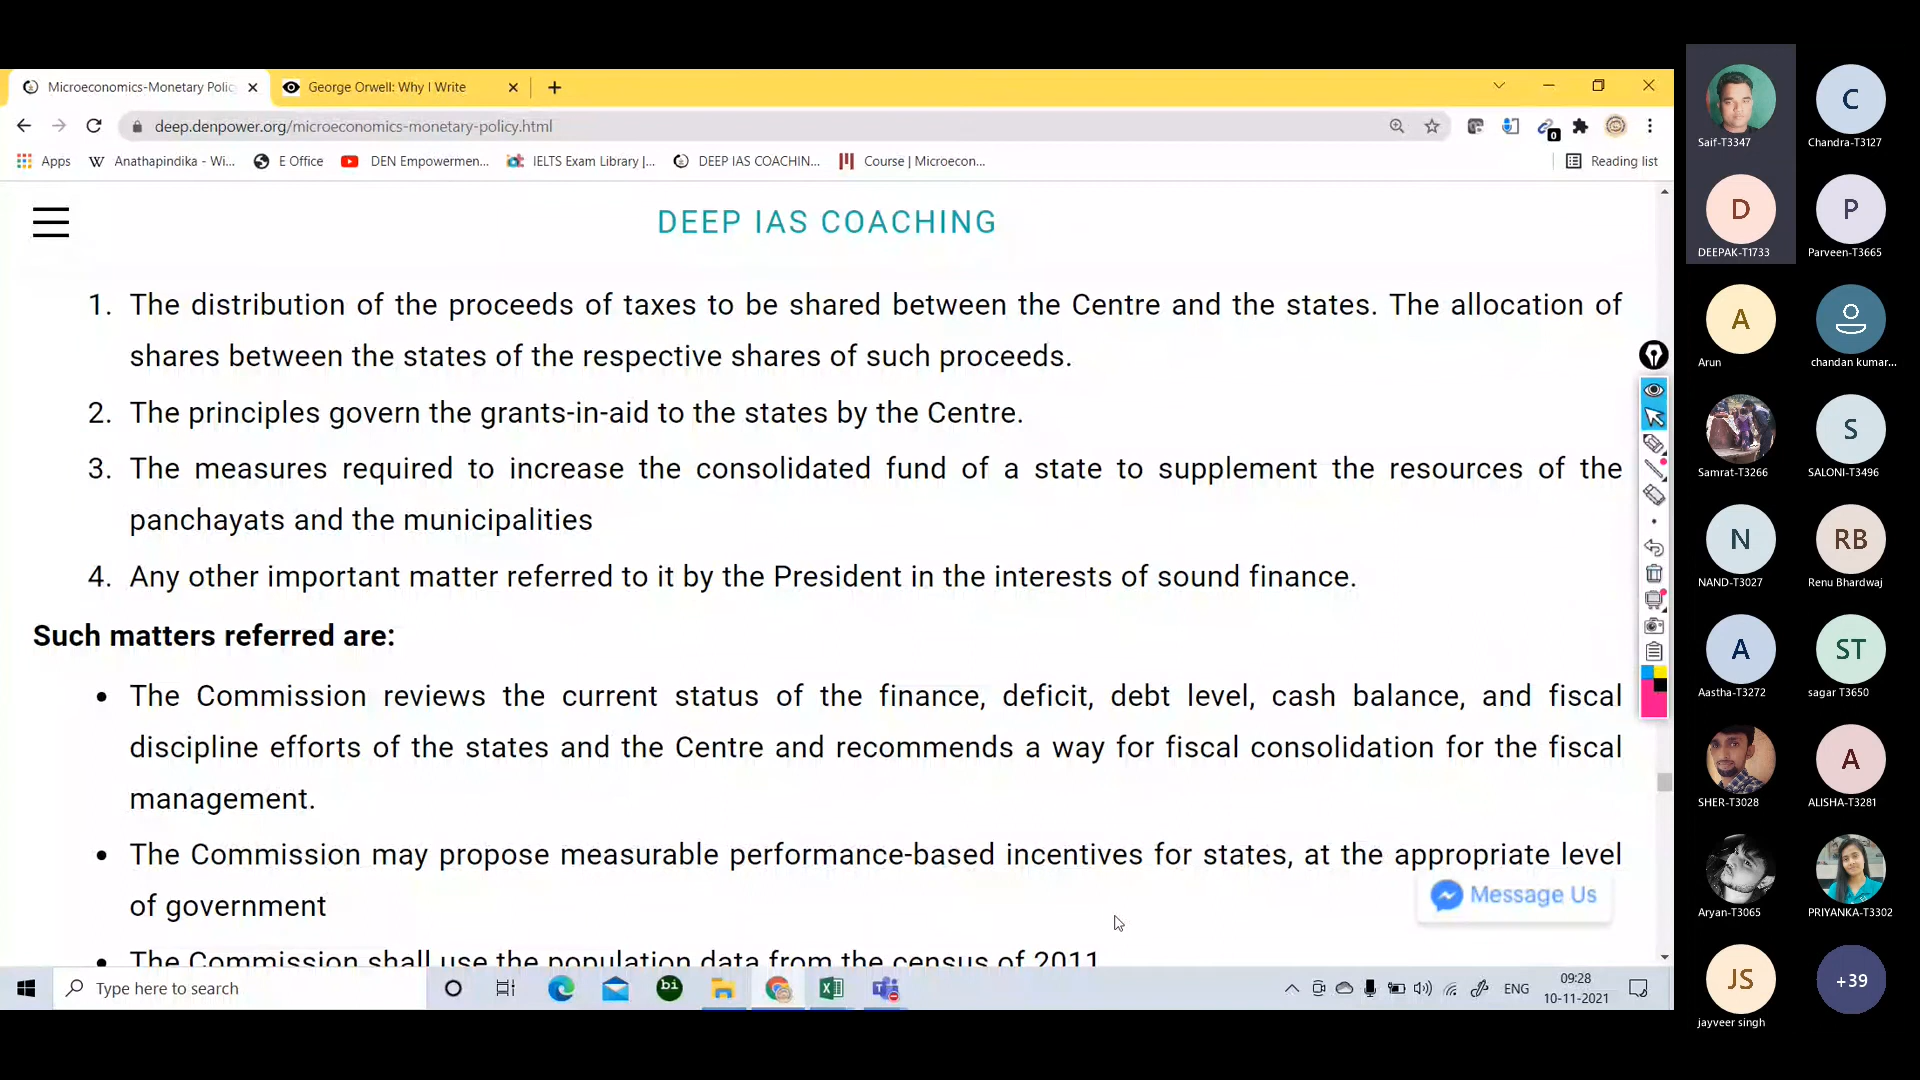 Microeconomics-Monetary Polic
George Orwell: Why I Write
deep.denpower.org/microeconomics-monetary-policy.html
0
Apps
W
Anathapindika - Wi...
E Office
DEN Empowermen...
IELTS Exam Library |...
DEEP IAS COACHIN...
Course | Microecon...
Reading list
DEEP IAS COACHING
1. The distribution of the proceeds of taxes to be shared between the Centre and the states. The allocation of
shares between the states of the respective shares of such proceeds.
2. The principles govern the grants-in-aid to the states by the Centre.
3. The measures required to increase the consolidated fund of a state to supplement the resources of the
panchayats and the municipalities
4. Any other important matter referred to it by the President in the interests of sound finance.
Such matters referred are:
• The Commission reviews the current status of the finance, deficit, debt level, cash balance, and fiscal
discipline efforts of the states and the Centre and recommends a way for fiscal consolidation for the fiscal
management.
• The Commission may propose measurable performance-based incentives for states, at the appropriate level
of government
Message Us
• The Commission shall use the population data from the census of 2011
Type here to search
bi
ENG
09:28
10-11-2021
Saif-T3347
C
Chandra-T3127
D
DEEPAK-T1733
P
Parveen-T3665
A
Arun
chandan kumar...
Samrat-T3266
S
SALONI-T3496
N
NAND-T3027
RB
Renu Bhardwaj
A
Aastha-T3272
ST
sagar T3650
SHER-T3028
A
ALISHA-T3281
Aryan-T3065
PRIYANKA-T3302
JS
jayveer singh
+39